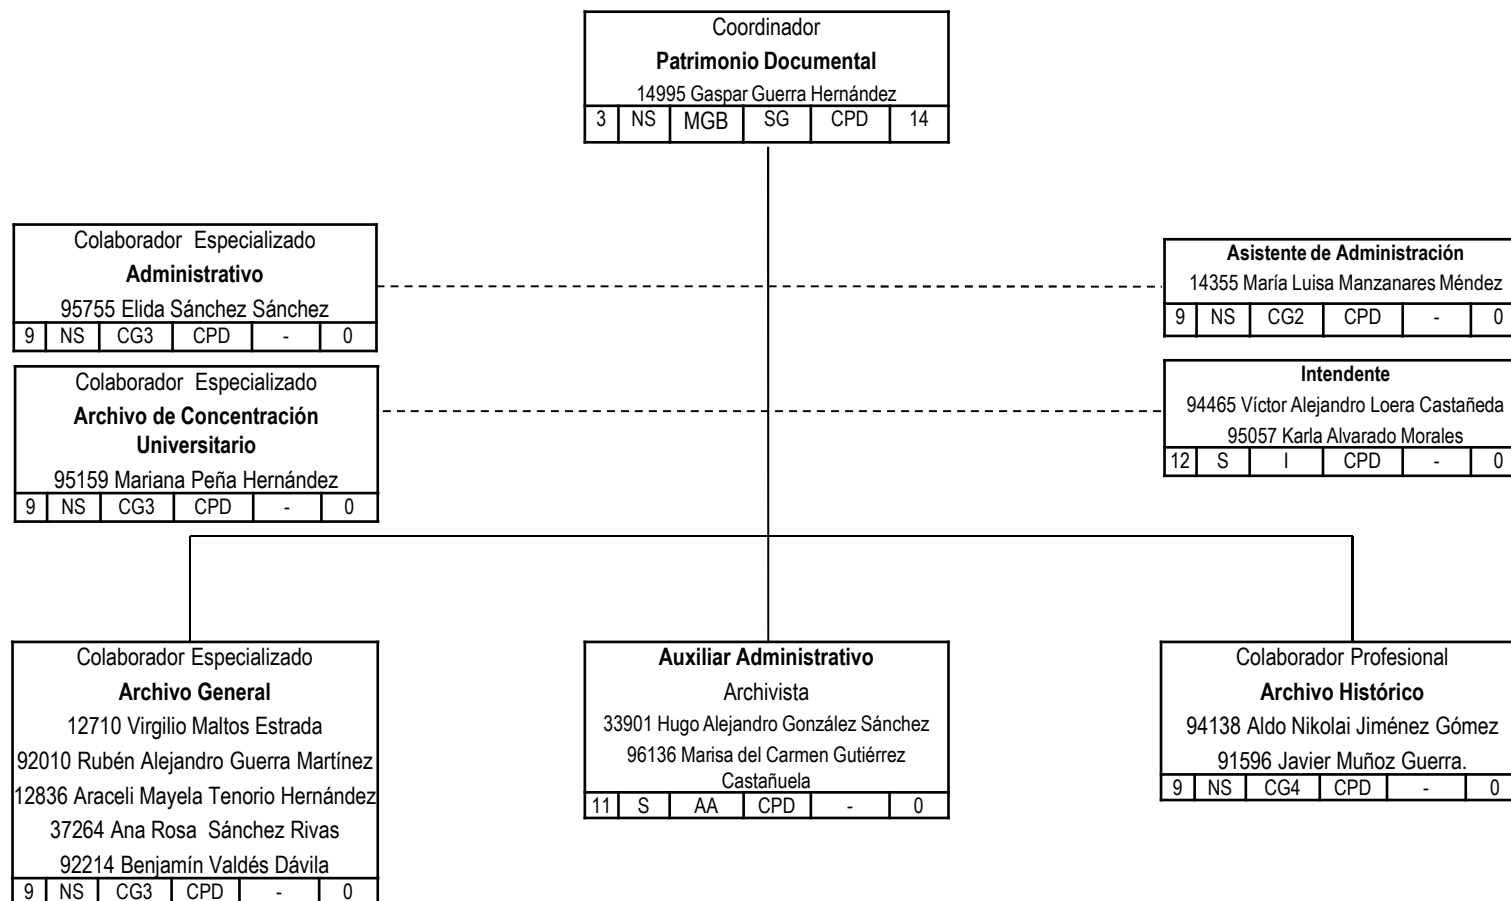 Coordinador
Patrimonio Documental
14995 Gaspar Guerra Hernández
3 NS MGB SG CPD 14
Colaborador Especializado
Administrativo
95755 Elida Sánchez Sánchez
9 NS CG3 CPD - 0
Asistente de Administración
14355 María Luisa Manzanares Méndez
9 NS CG2 CPD - 0
Colaborador Especializado
Archivo de Concentración
Universitario
95159 Mariana Peña Hernández
9 NS CG3 CPD - 0
Intendente
94465 Víctor Alejandro Loera Castañeda
95057 Karla Alvarado Morales
12 S I CPD - 0
Colaborador Especializado
Archivo General
12710 Virgilio Maltos Estrada
92010 Rubén Alejandro Guerra Martínez
12836 Araceli Mayela Tenorio Hernández
37264 Ana Rosa Sánchez Rivas
92214 Benjamín Valdés Dávila
9 NS CG3 CPD - 0
Auxiliar Administrativo
Archivista
33901 Hugo Alejandro González Sánchez
96136 Marisa del Carmen Gutiérrez
Castañuela
11 S AA CPD - 0
Colaborador Profesional
Archivo Histórico
94138 Aldo Nikolai Jiménez Gómez
91596 Javier Muñoz Guerra.
9 NS CG4 CPD - 0